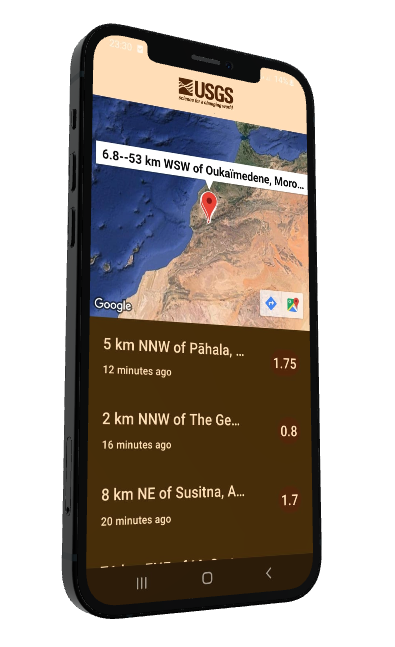 23:30
USGS
science for a changing world
6.8--53 km WSW of Oukaïmedene, Moro...
Google
5 km NNW of Pāhala, ...
12 minutes ago
1.75
2 km NNW of The Ge...
16 minutes ago
0.8
8 km NE of Susitna, A...
20 minutes ago
1.7